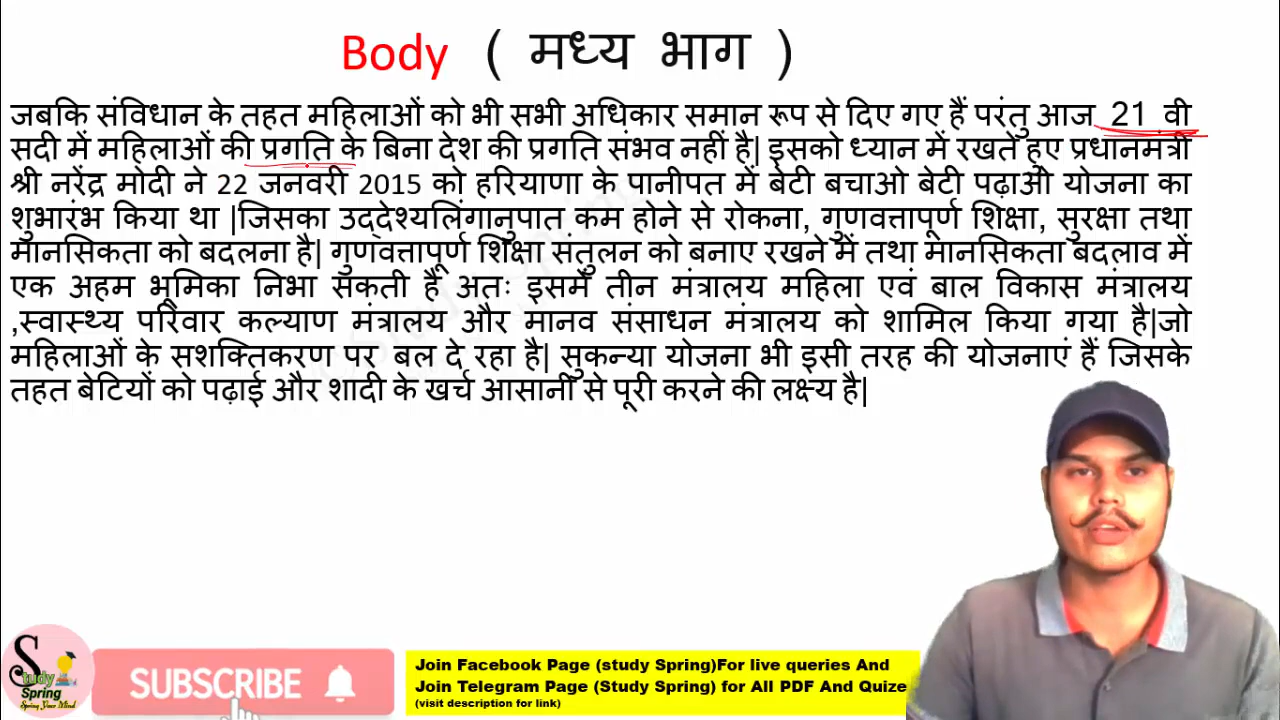 Body ( मध्य भाग )
जबकि संविधान के तहत महिलाओं को भी सभी अधिकार समान रूप से दिए गए हैं परंतु आज 21 वी
सदी में महिलाओं की प्रगति के बिना देश की प्रगति संभव नहीं है| इसको ध्यान में रखते हुए प्रधानमंत्री
श्री नरेंद्र मोदी ने 22 जनवरी 2015 को हरियाणा के पानीपत में बेटी बचाओ बेटी पढ़ाओ योजना का
शुभारंभ किया था |जिसका उद्देश्यलिंगानुपात कम होने से रोकना, गुणवत्तापूर्ण शिक्षा, सुरक्षा तथा
मानसिकता को बदलना है| गुणवत्तापूर्ण शिक्षा संतुलन को बनाए रखने में तथा मानसिकता बदलाव में
एक अहम भूमिका निभा सकती हैं अतः इसमें तीन मंत्रालय महिला एवं बाल विकास मंत्रालय
,स्वास्थ्य परिवार कल्याण मंत्रालय और मानव संसाधन मंत्रालय को शामिल किया गया है|जो
महिलाओं के सशक्तिकरण पर बल दे रहा है| सुकन्या योजना भी इसी तरह की योजनाएं हैं जिसके
तहत बेटियों को पढ़ाई और शादी के खर्च आसानी से पूरी करने की लक्ष्य है|
Study
Spring
Spring Your Mind
SUBSCRIBE
Join Facebook Page (study Spring)For live queries And
Join Telegram Page (Study Spring) for All PDF And Quize
(visit description for link)